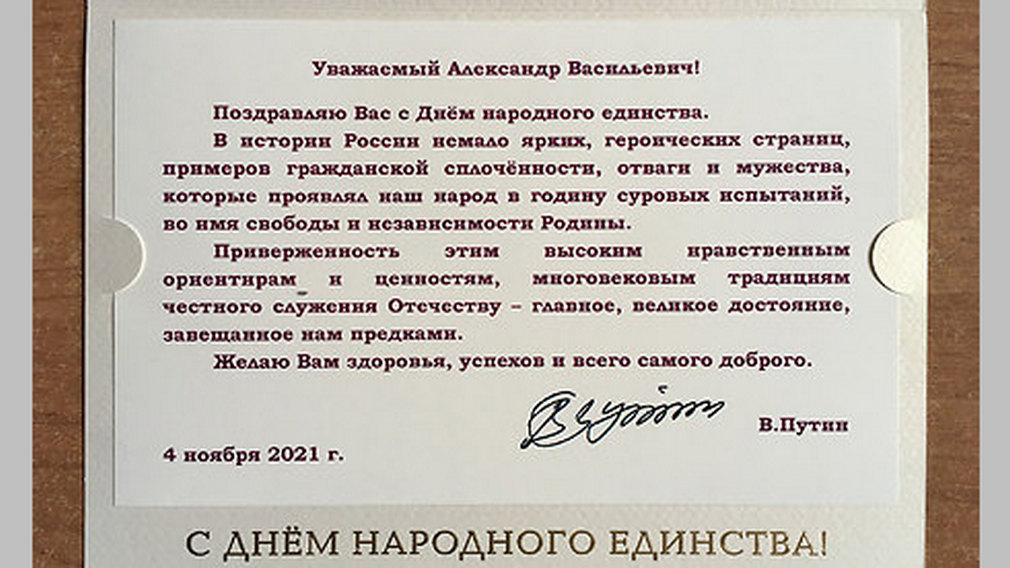 Уважаемый Александр Васильевич!
Поздравляю Вас с Днём народного единства.
В истории России немало ярких, героических страниц,
примеров гражданской сплочённости, отваги и мужества,
которые проявлял наш народ в годину суровых испытаний,
во имя свободы и независимости Родины.
Приверженность этим высоким нравственным
ориентирам и ценностям, многовековым традициям
честного служения Отечеству – главное, великое достояние,
завещанное нам предками.
Желаю Вам здоровья, успехов и всего самого доброго.
В.Путин
4 ноября 2021 г.
С ДНЁМ НАРОДНОГО ЕДИНСТВА!